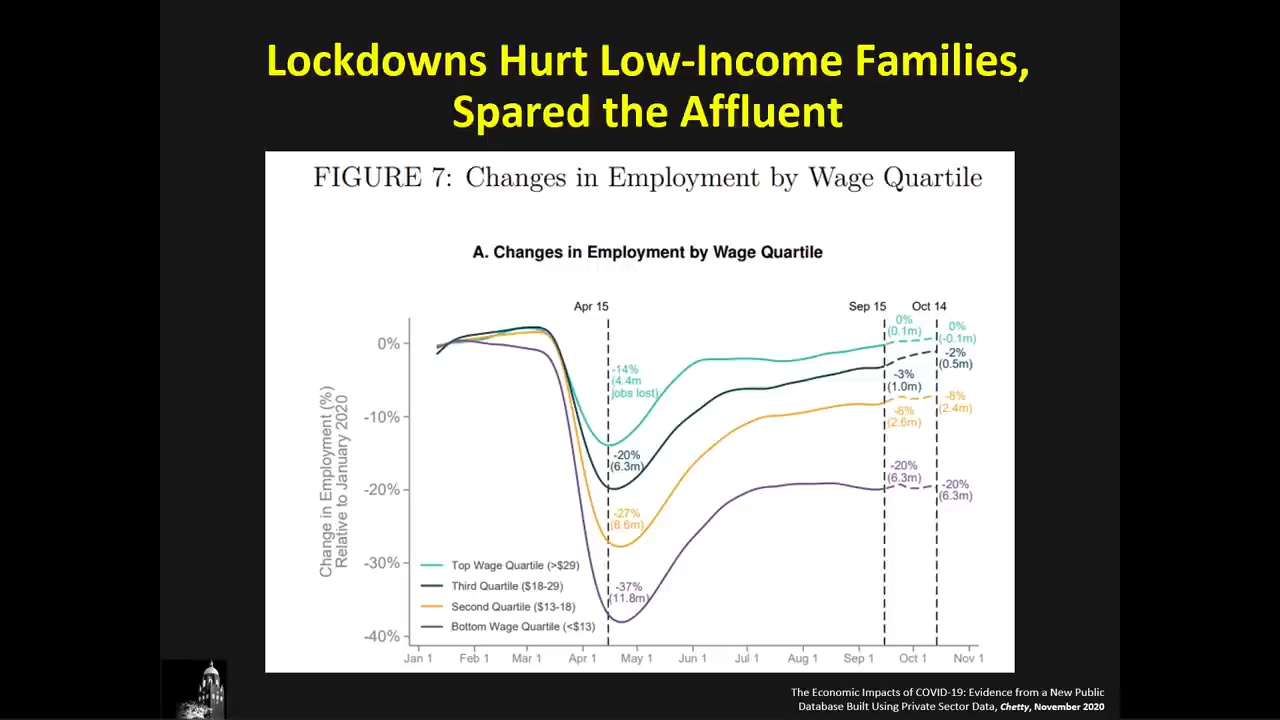 Lockdowns Hurt Low-Income Families,
Spared the Affluent
FIGURE 7: Changes in Employment by Wage Quartile
A. Changes in Employment by Wage Quartile
Apr 15
Sep 15
Oct 14
0%
-10%
-20%
-30%
-40%
Change in Employment (%)
Relative to January 2020
-14%
(4.4m
jobs lost)
-20%
(6.3m)
-27%
(8.6m)
-37%
(11.8m)
0%
(0.1m)
-3%
(1.0m)
-8%
(2.6m)
-20%
(6.3m)
0%
(-0.1m)
-2%
(0.5m)
-8%
(2.4m)
-20%
(6.3m)
Top Wage Quartile (>$29)
Third Quartile ($18-29)
Second Quartile ($13-18)
Bottom Wage Quartile (<$13)
Jan 1
Feb 1
Mar 1
Apr 1
May 1
Jun 1
Jul 1
Aug 1
Sep 1
Oct 1
Nov 1
The Economic Impacts of COVID-19: Evidence from a New Public
Database Built Using Private Sector Data, Chetty, November 2020